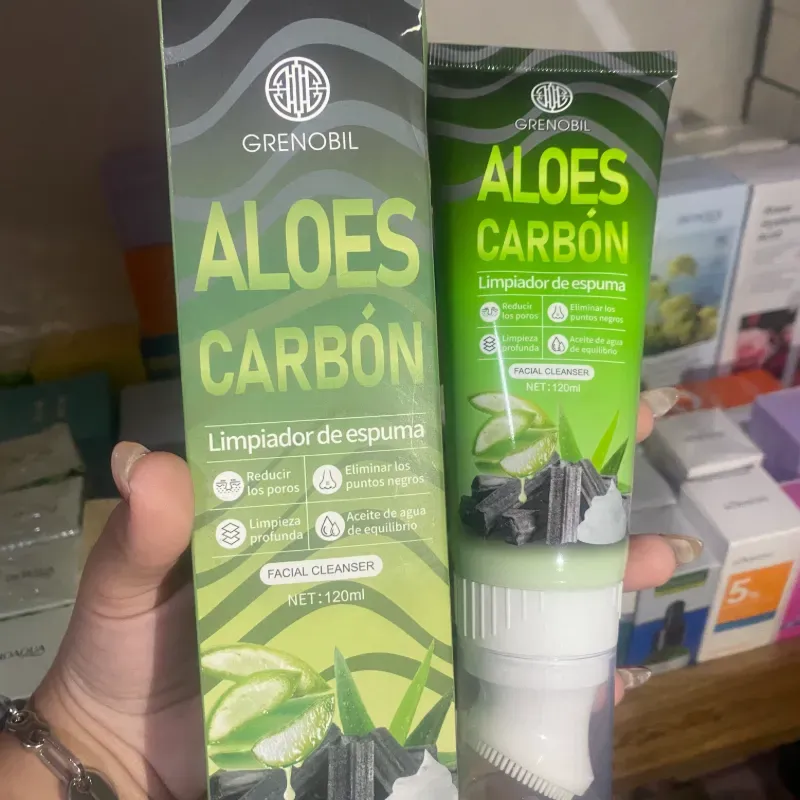 GRENOBIL
ALOES
CARBÓN
Limpiador de espuma
Reducir
los poros
Eliminar los
puntos negros
Limpieza
profunda
Aceite de agua
de equilibrio
FACIAL CLEANSER
NET:120ml
GRENOBIL
ALOES
CARBÓN
Limpiador de espuma
Reducir
los poros
Eliminar los
puntos negros
Limpieza
profunda
Aceite de agua
de equilibrio
FACIAL CLEANSER
NET:120ml
5%